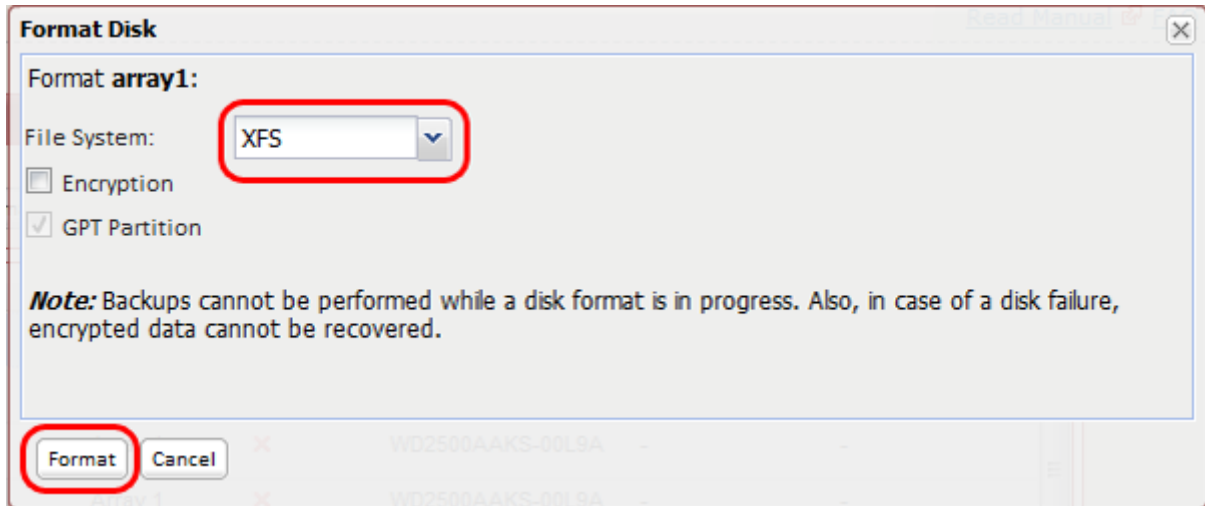 Read Manual
Format Disk
Format array1:
File System: XFS
Encryption
GPT Partition
Note: Backups cannot be performed while a disk format is in progress. Also, in case of a disk failure,
encrypted data cannot be recovered.
WD2500AAKS-00L9A - -
Format Cancel
Array 1 WD2500AAKS-00L9A - -